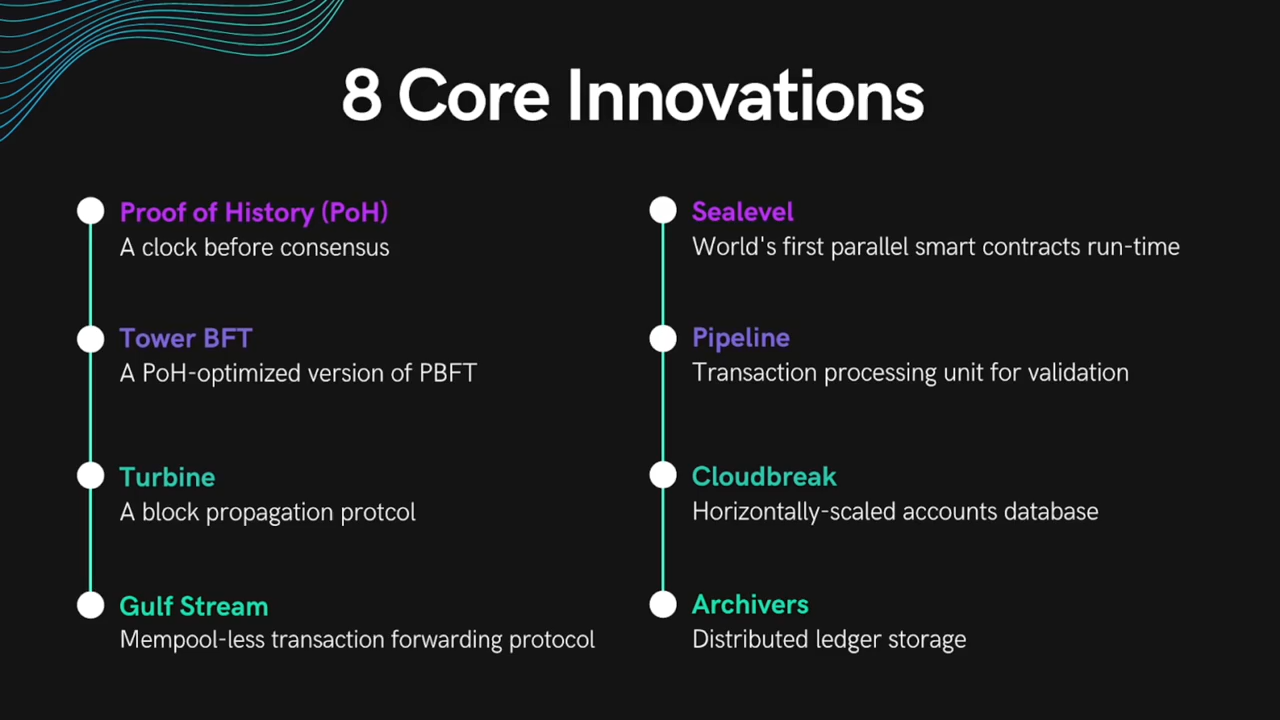 8 Core Innovations
Proof of History (PoH)
A clock before consensus
Tower BFT
A PoH-optimized version of PBFT
Turbine
A block propagation protcol
Gulf Stream
Mempool-less transaction forwarding protocol
Sealevel
World's first parallel smart contracts run-time
Pipeline
Transaction processing unit for validation
Cloudbreak
Horizontally-scaled accounts database
Archivers
Distributed ledger storage